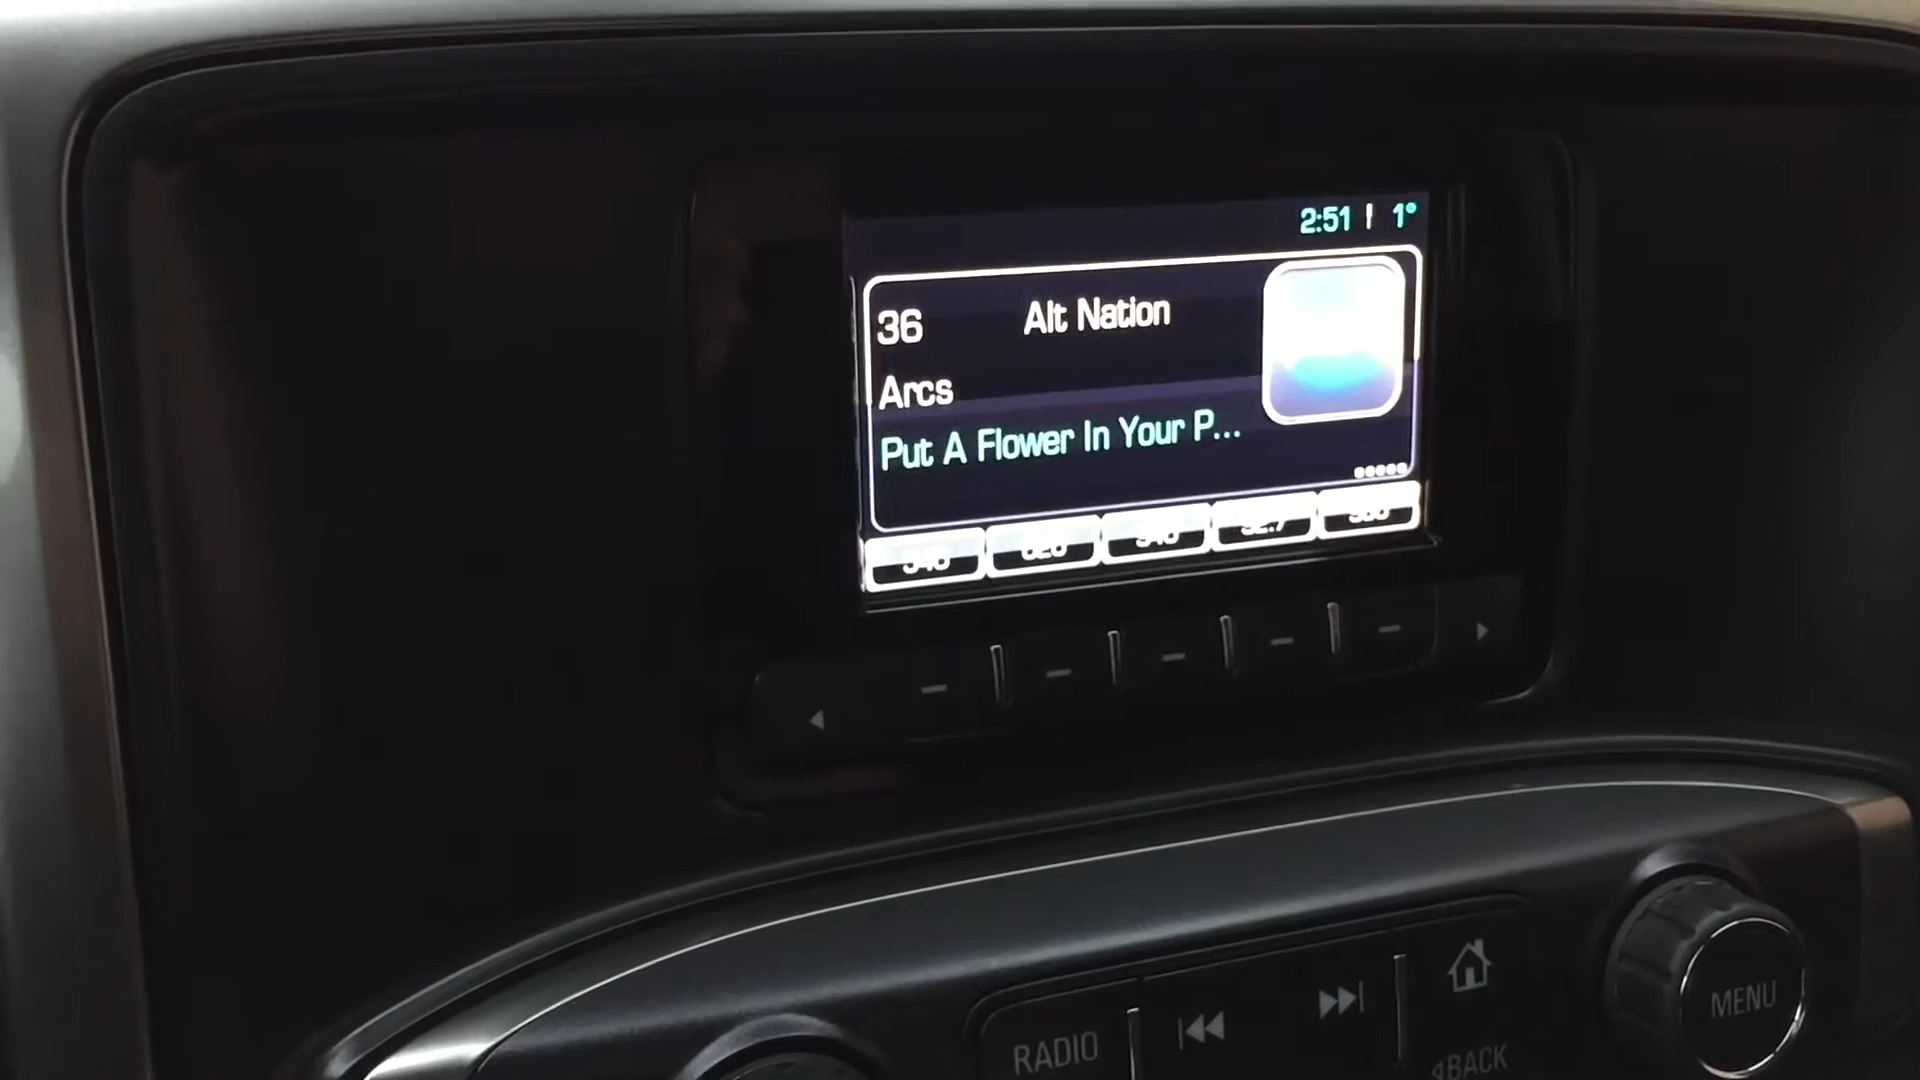 2:51 1°
36 Alt Nation
Arcs
Put A Flower In Your P...
RADIO
MENU
BACK